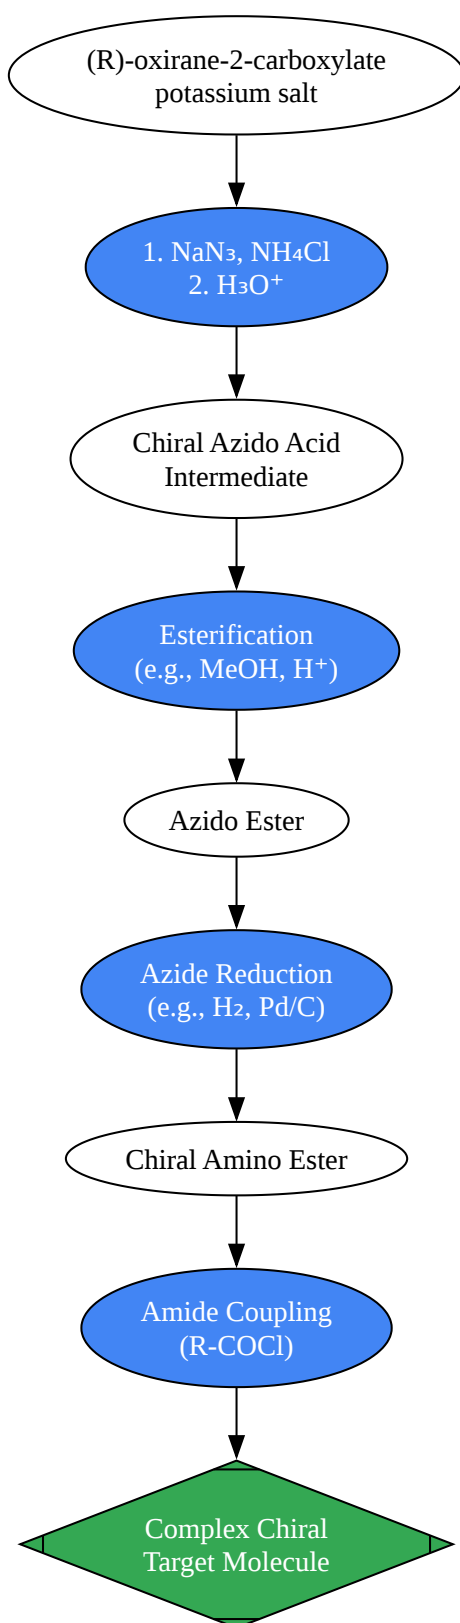 (R)-oxirane-2-carboxylate
potassium salt
1. NaN₃, NH₄Cl
2. H₃O⁺
Chiral Azido Acid
Intermediate
Esterification
(e.g., MeOH, H⁺)
Azido Ester
Azide Reduction
(e.g., H₂, Pd/C)
Chiral Amino Ester
Amide Coupling
(R-COCl)
Complex Chiral
Target Molecule